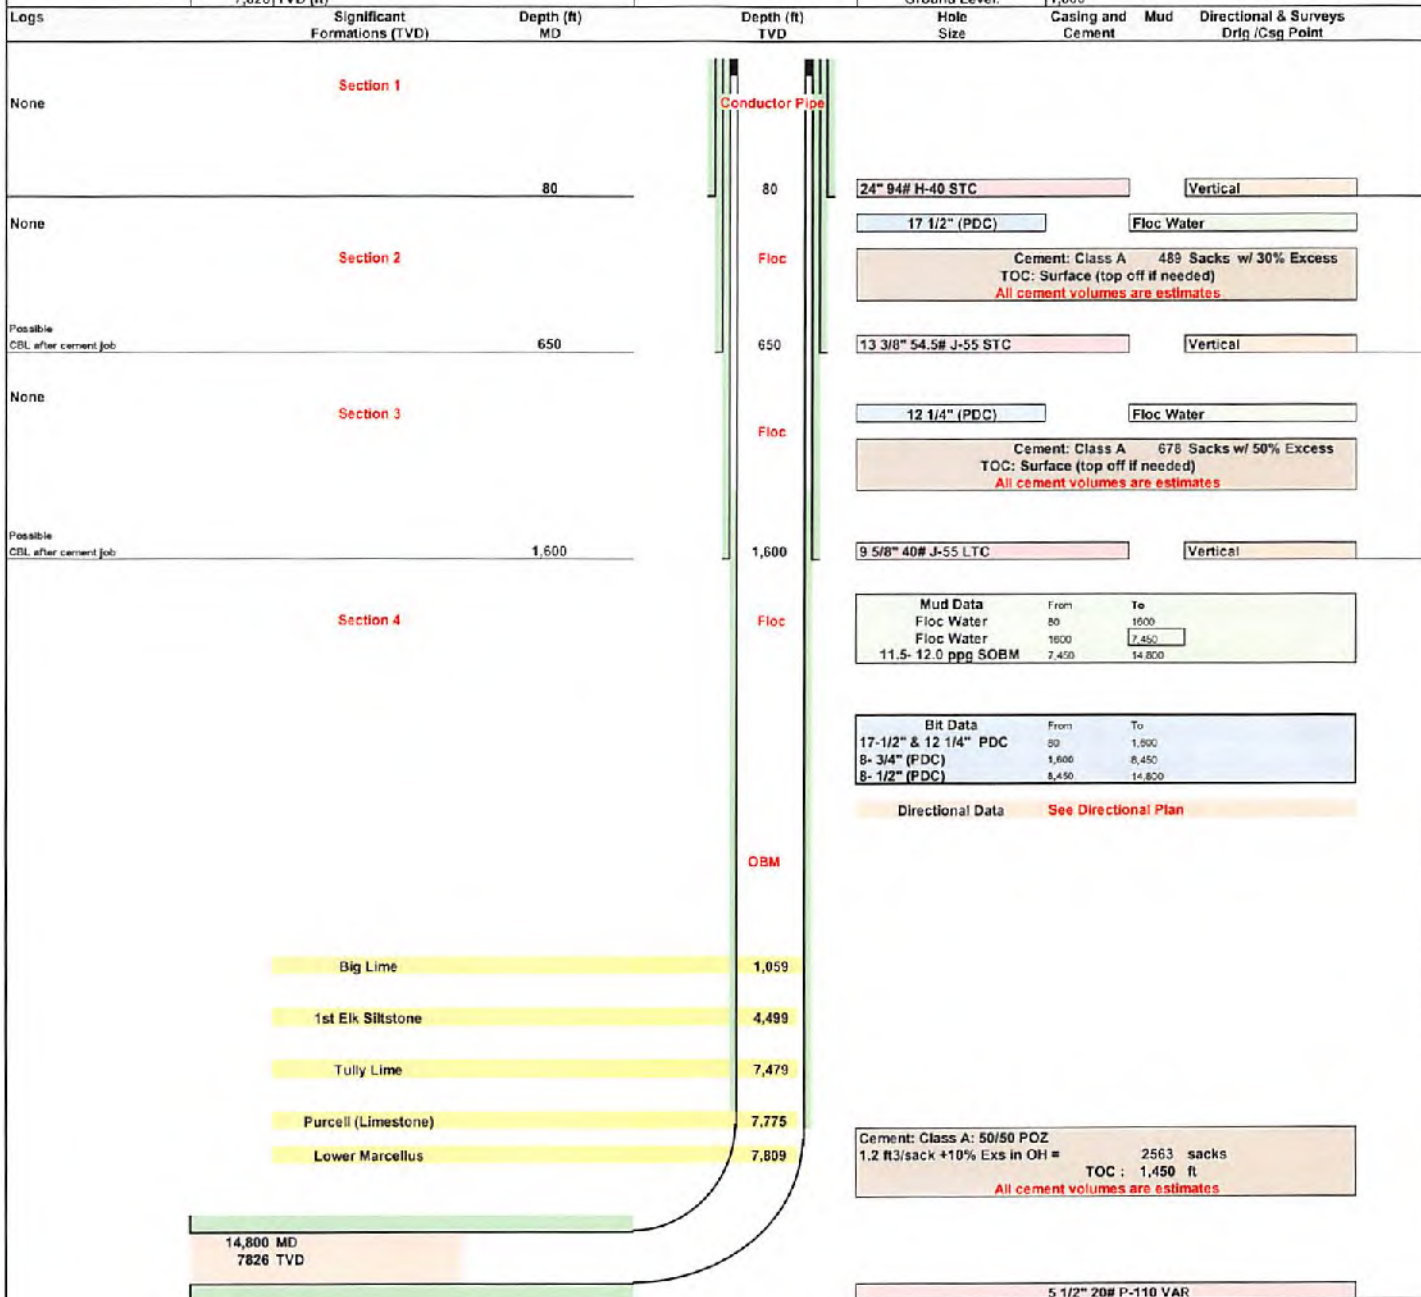 7,826 TVD (ft) Ground Level:
Logs Significant Depth (ft) Depth (ft) Hole Casing and Mud Directional & Surveys
Formations (TVD) MD TVD Size Cement Drlg /Csg Point
Section 1
None Conductor Pipe
80 80 24" 94# H-40 STC Vertical
None 17 1/2" (PDC) Floc Water
Section 2 Floc Cement: Class A 489 Sacks w/ 30% Excess
TOC: Surface (top off if needed)
All cement volumes are estimates
Possible
CBL after cement job 650 650 13 3/8" 54.5# J-55 STC Vertical
None
Section 3 12 1/4" (PDC) Floc Water
Floc
Cement: Class A 678 Sacks w/ 50% Excess
TOC: Surface (top off if needed)
All cement volumes are estimates
Possible
CBL after cement job 1,600 1,600 9 5/8" 40# J-55 LTC Vertical
Mud Data From To
Section 4 Floc Floc Water 80 1600
Floc Water 1600 7,450
11.5- 12.0 ppg SOBM 7,450 14,800
Bit Data From To
17-1/2" & 12 1/4" PDC 80 1,600
8- 3/4" (PDC) 1,600 8,450
8- 1/2" (PDC) 8,450 14,800
Directional Data See Directional Plan
OBM
Big Lime 1,059
1st Elk Siltstone 4,499
Tully Lime 7,479
Purcell (Limestone) 7,775
Cement: Class A: 50/50 POZ
Lower Marcellus 7,809 1.2 ft3/sack +10% Exs in OH = 2563 sacks
TOC : 1,450 ft
All cement volumes are estimates
14,800 MD
7826 TVD
5 1/2" 20# P-110 VAR